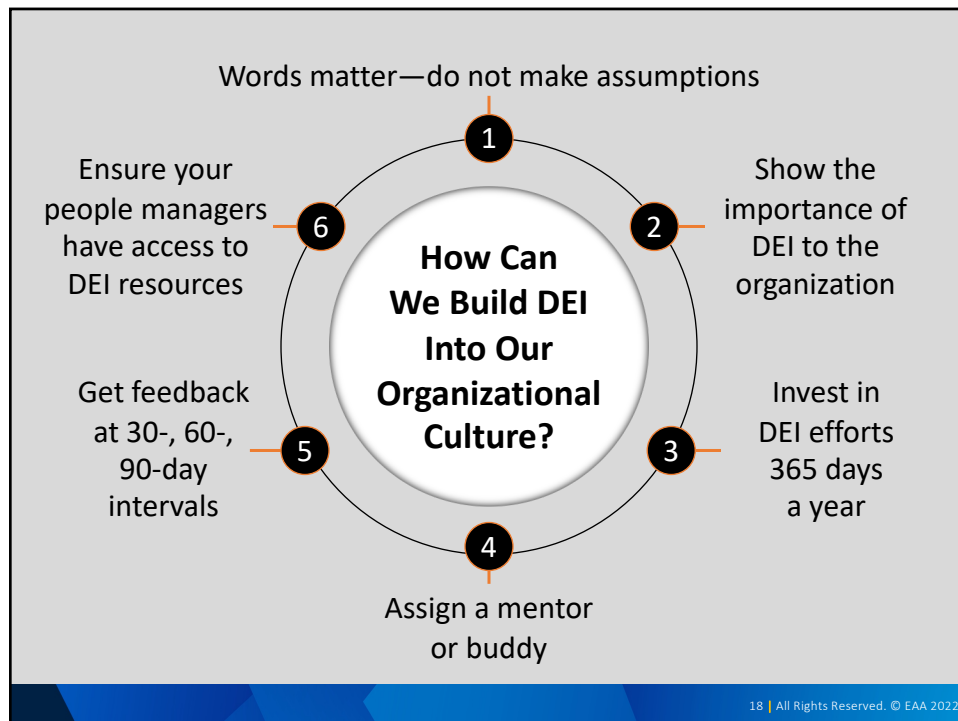 Words matter—do not make assumptions
1
Show the
importance of
DEI to the
organization
2
Invest in
DEI efforts
365 days
a year
3
Assign a mentor
or buddy
4
Get feedback
at 30-, 60-,
90-day
intervals
5
Ensure your
people managers
have access to
DEI resources
6
How Can
We Build DEI
Into Our
Organizational
Culture?
18 | All Rights Reserved. © EAA 2022